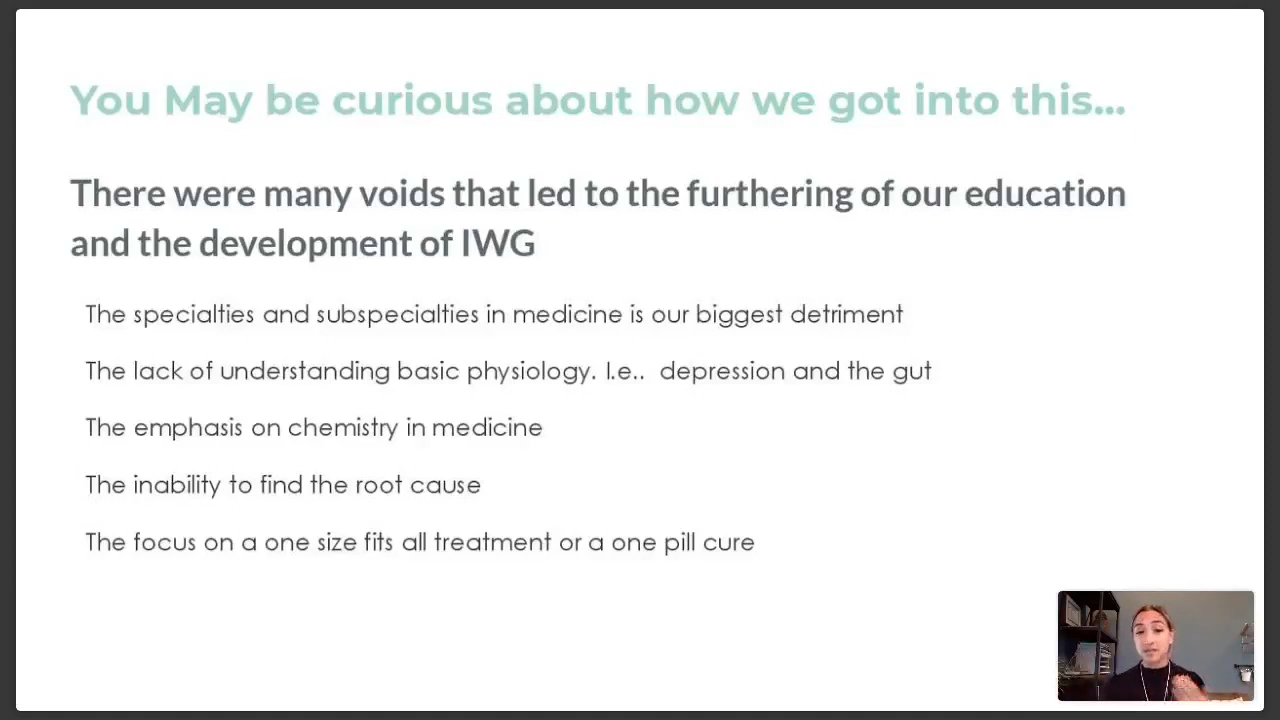 You May be curious about how we got into this...
There were many voids that led to the furthering of our education
and the development of IWG
The specialties and subspecialties in medicine is our biggest detriment
The lack of understanding basic physiology. I.e..  depression and the gut
The emphasis on chemistry in medicine
The inability to find the root cause
The focus on a one size fits all treatment or a one pill cure